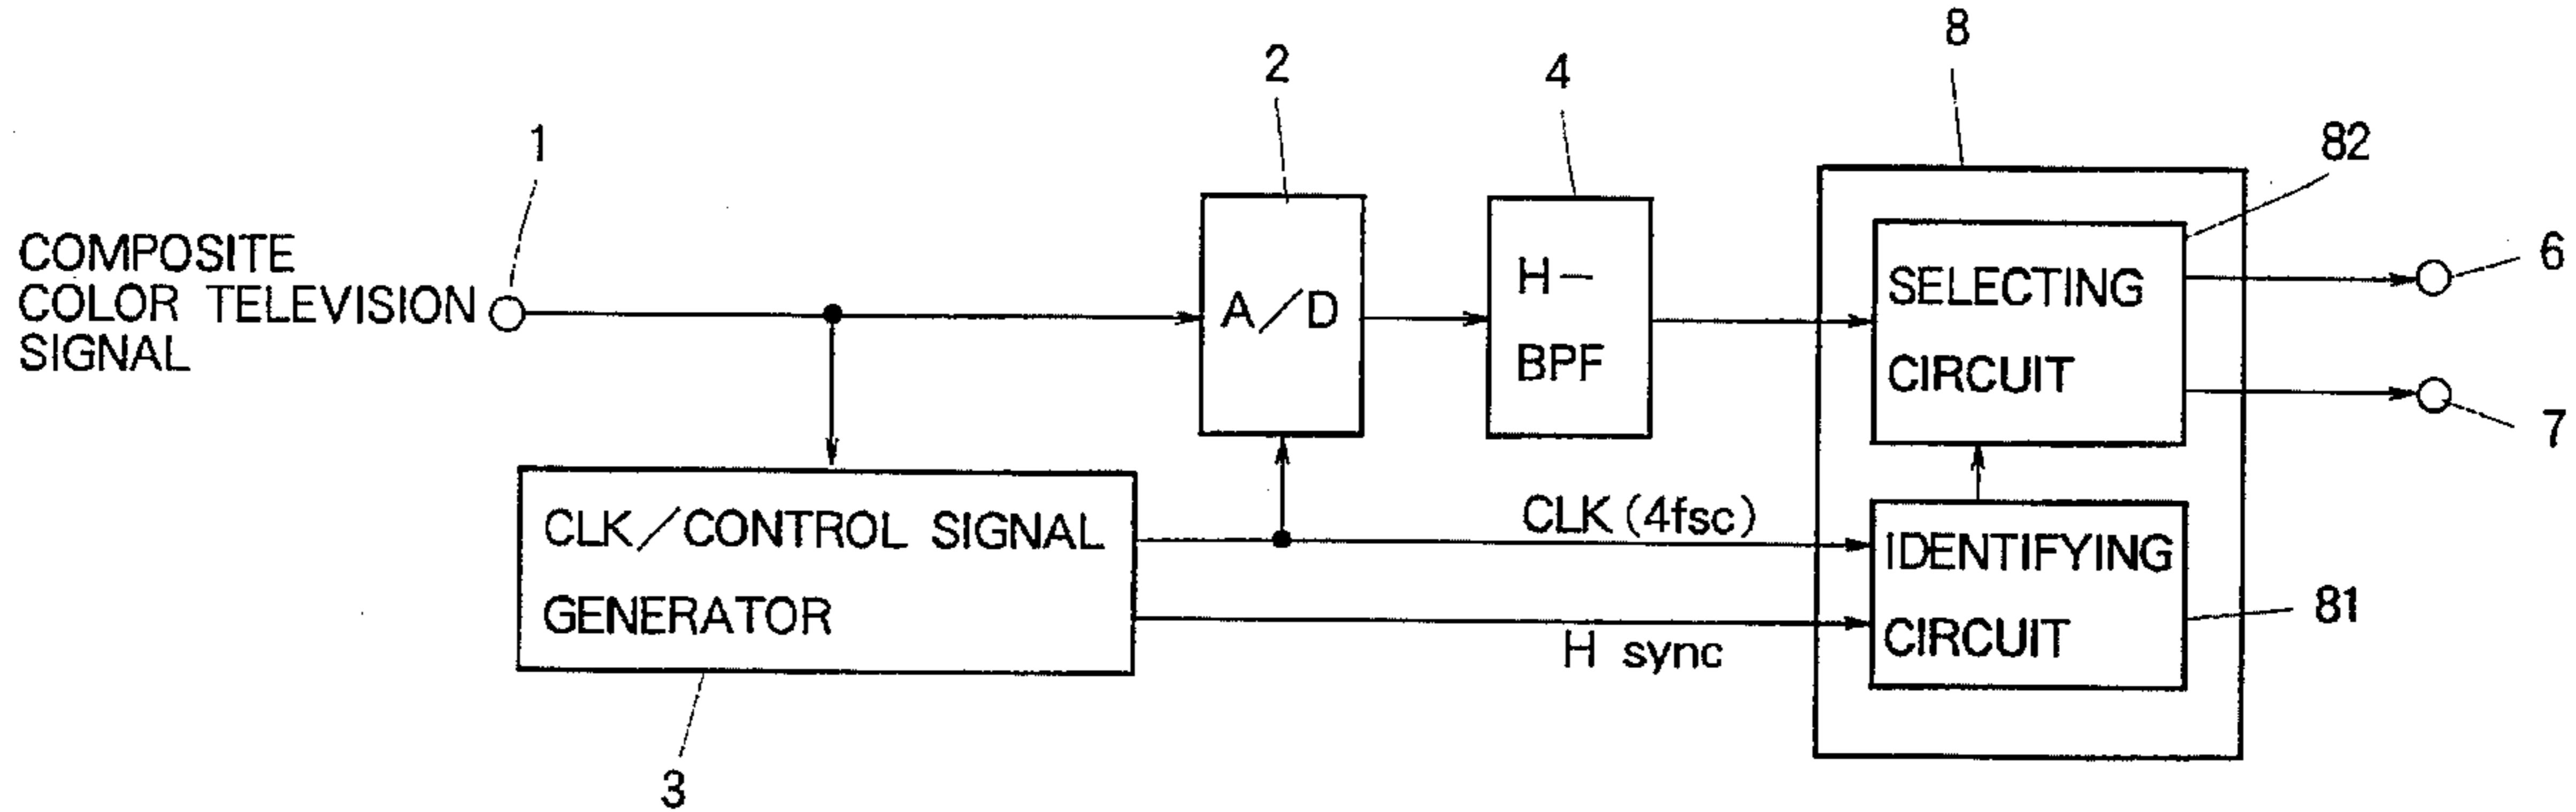 8
2
4
82
1
COMPOSITE
COLOR TELEVISION
SIGNAL
A/D
H-
BPF
SELECTING
CIRCUIT
6
7
CLK/CONTROL SIGNAL
GENERATOR
CLK (4fsc)
H sync
IDENTIFYING
CIRCUIT
81
3